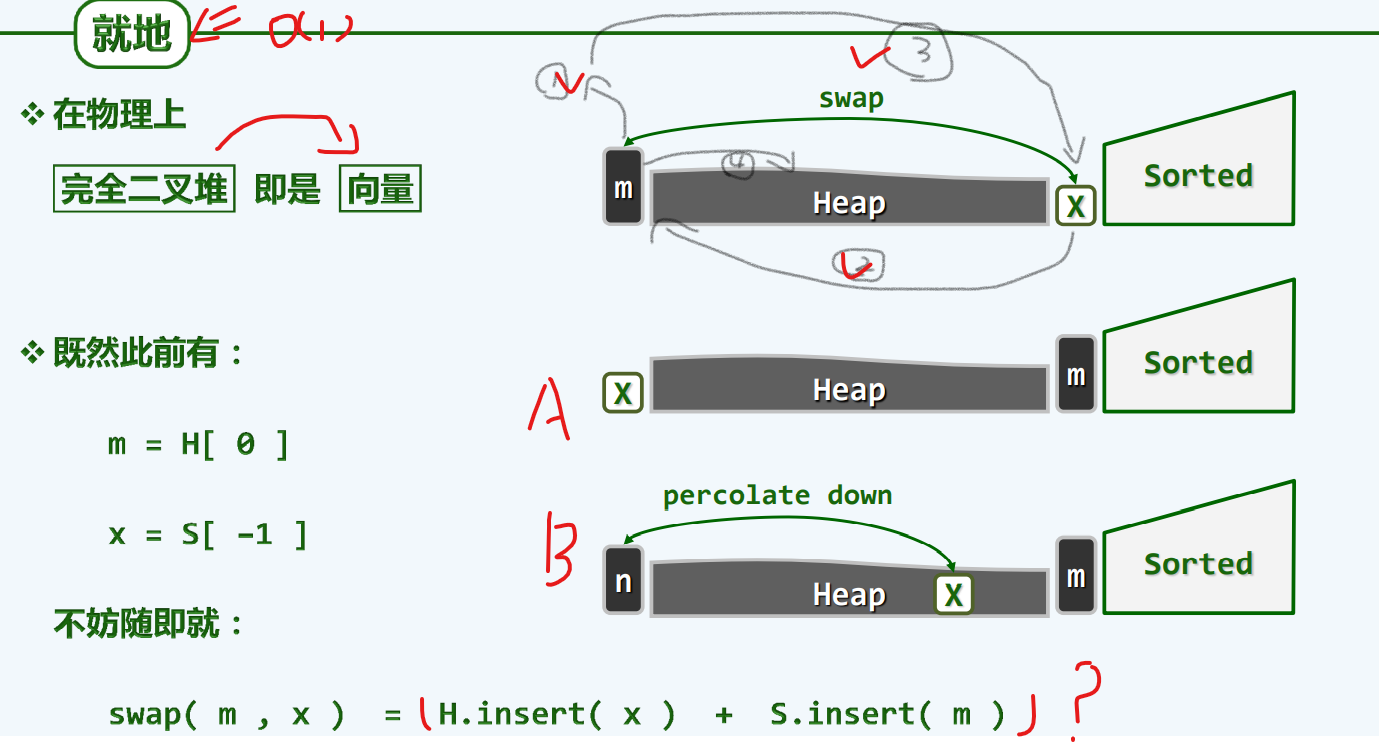 就地 O(1)
❖ 在物理上
完全二叉堆 即是 向量
❖ 既然此前有：
m = H[ 0 ]
x = S[ -1 ]
不妨随即就：
swap( m , x ) = ( H.insert( x ) + S.insert( m ) ) ?
3
swap
4
m Heap X Sorted
2
A
X Heap m Sorted
B
percolate down
n Heap X m Sorted